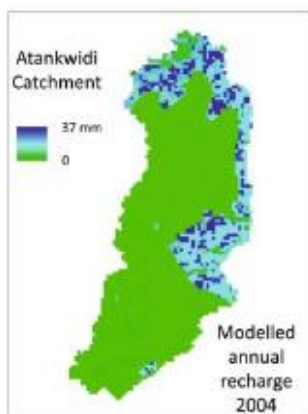 Atankwidi
Catchment
37 mm
0
Modelled
annual
recharge
2004